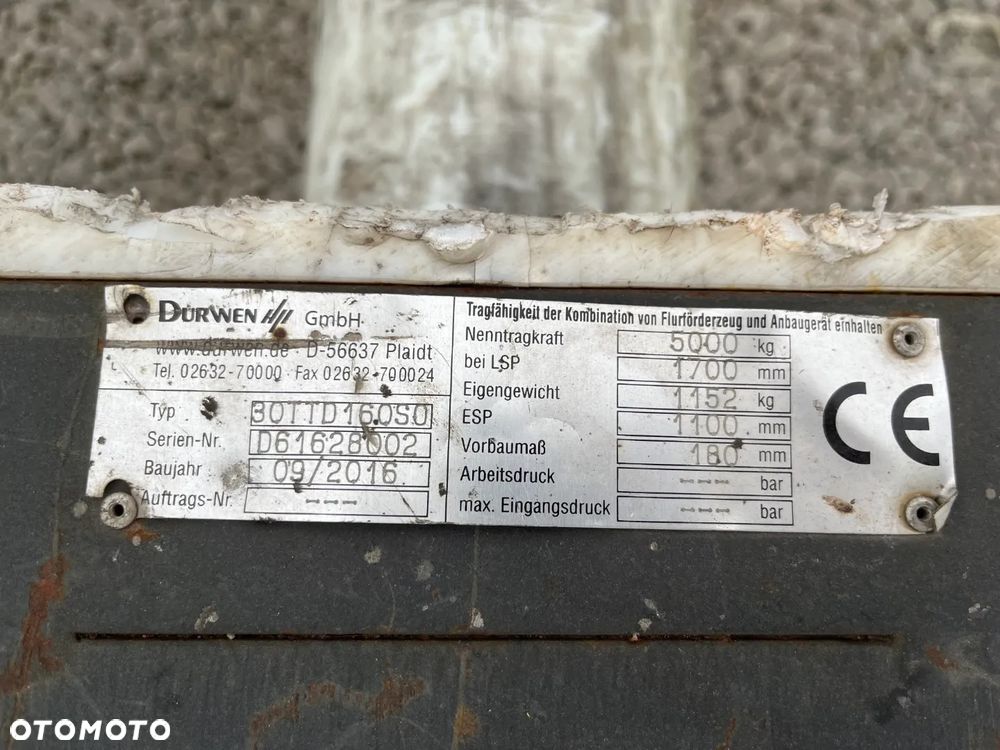 DÜRWEN GmbH
www.durwen.de · D-56637 Plaidt
Tel. 02632-70000 · Fax 02632-700024
Typ 30TTD160S0
Serien-Nr. D61628002
Baujahr 09/2016
Auftrags-Nr. ---
Tragfähigkeit der Kombination von Flurförderzeug und Anbaugerät einhalten
Nenntragkraft 5000 kg
bei LSP 1700 mm
Eigengewicht 1152 kg
ESP 1100 mm
Vorbaumaß 180 mm
Arbeitsdruck --- bar
max. Eingangsdruck --- bar
CE
OTOMOTO